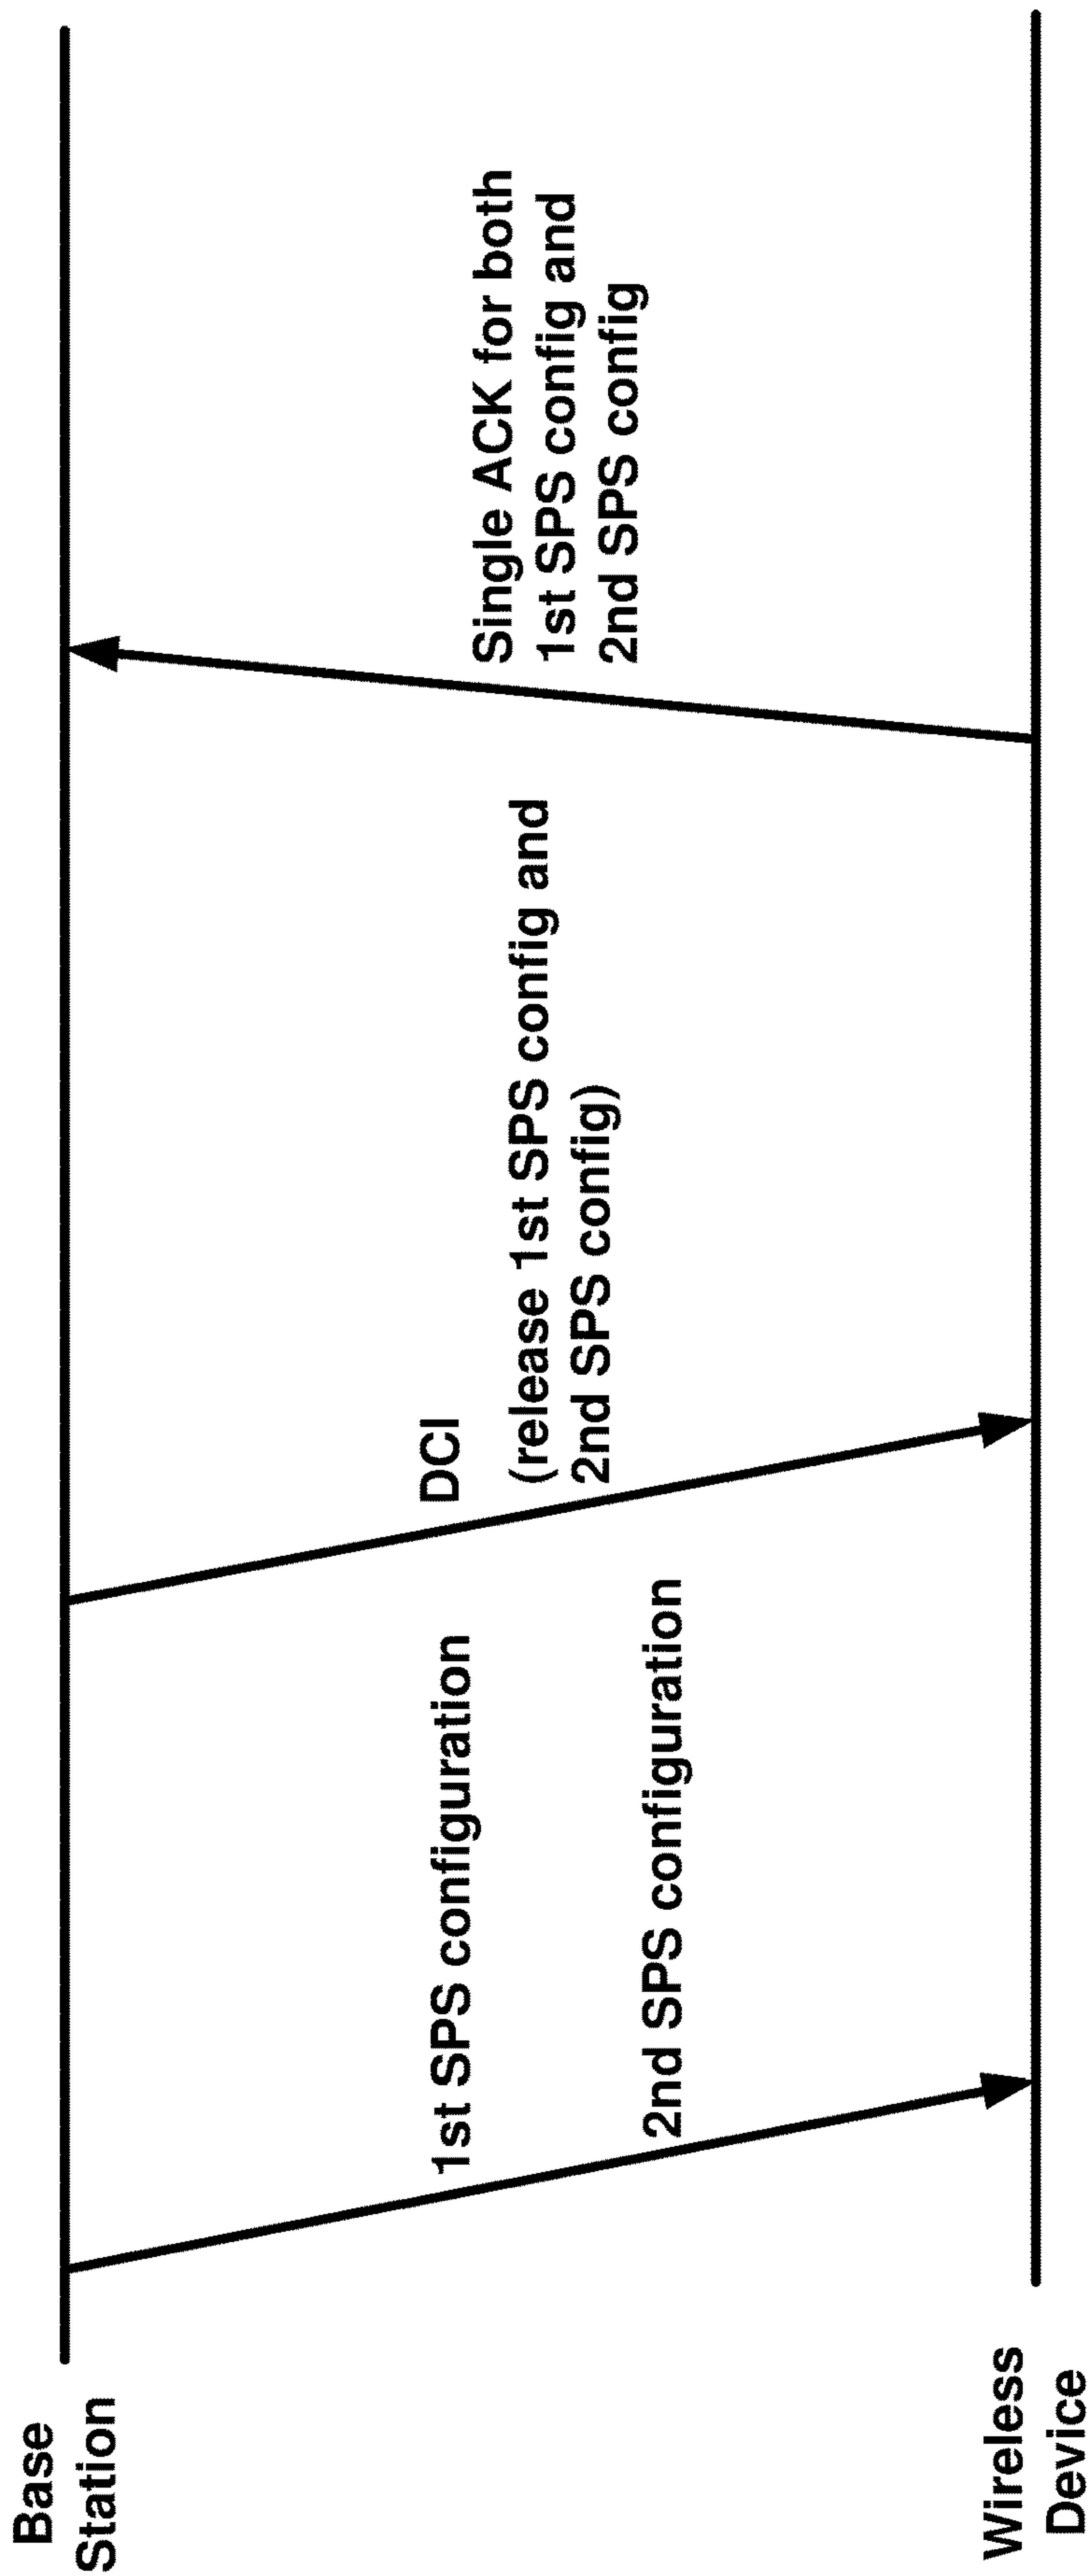 Base
Station
Wireless
Device
1st SPS configuration
2nd SPS configuration
DCI
(release 1st SPS config and
2nd SPS config)
Single ACK for both
1st SPS config and
2nd SPS config